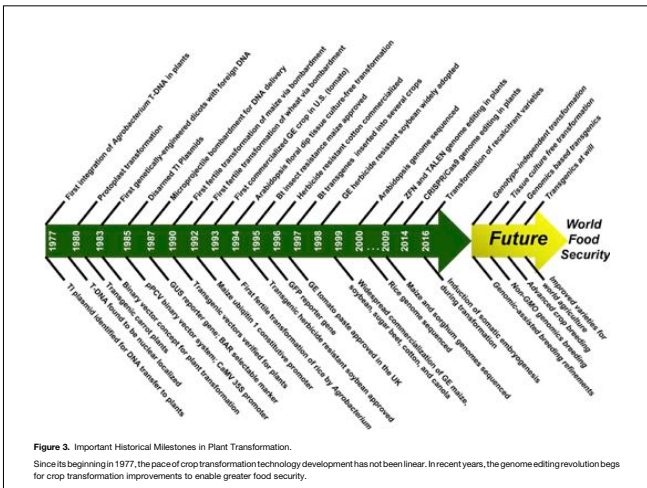 First integration of Agrobacterium T-DNA in plants
Protoplast transformation
First genetically-engineered dicots with foreign DNA
Disarmed TI Plasmids
Microprojectile bombardment for DNA delivery
First fertile transformation of maize via bombardment
First fertile transformation of wheat via bombardment
First commercialized GE crop in U.S. (tomato)
Arabidopsis floral dip tissue culture-free transformation
Bt insect resistance maize approved
Herbicide resistant cotton commercialized
Bt transgenes inserted into several crops
GE herbicide resistant soybean widely adopted
Arabidopsis genome sequenced
ZFN and TALEN genome editing in plants
CRISPR/Cas9 genome editing in plants
Transformation of recalcitrant varieties
Genotype-independent transformation
Tissue culture free transformation
Genomics based transgenics
Transgenics at will
1977
1980
1983
1985
1987
1990
1992
1993
1994
1995
1996
1997
1998
1999
2000
...
2009
2014
2016
Future
World
Food
Security
TI plasmid identified for DNA transfer to plants
T-DNA found to be nuclear localized
Transgenic carrot plants
Binary vector concept for plant transformation
pPCV binary vector system; CaMV 35S promoter
GUS reporter gene; BAR selectable marker
Transgenic vectors verified for plants
Maize ubiquitin 1 constitutive promoter
First fertile transformation of rice by Agrobacterium
Transgenic herbicide resistant soybean approved
GFP reporter gene
GE tomato paste approved in the UK
Widespread commercialization of GE maize,
soybean, sugar beet, cotton, and canola
Rice genome sequenced
Maize and sorghum genomes sequenced
Induction of somatic embryogenesis
during transformation
Genomic-assisted breeding refinements
Non-GMO genomics breeding
Advanced crop breeding
Improved varieties for
world agriculture
Figure 3. Important Historical Milestones in Plant Transformation.
Since its beginning in 1977, the pace of crop transformation technology development has not been linear. In recent years, the genome editing revolution begs
for crop transformation improvements to enable greater food security.